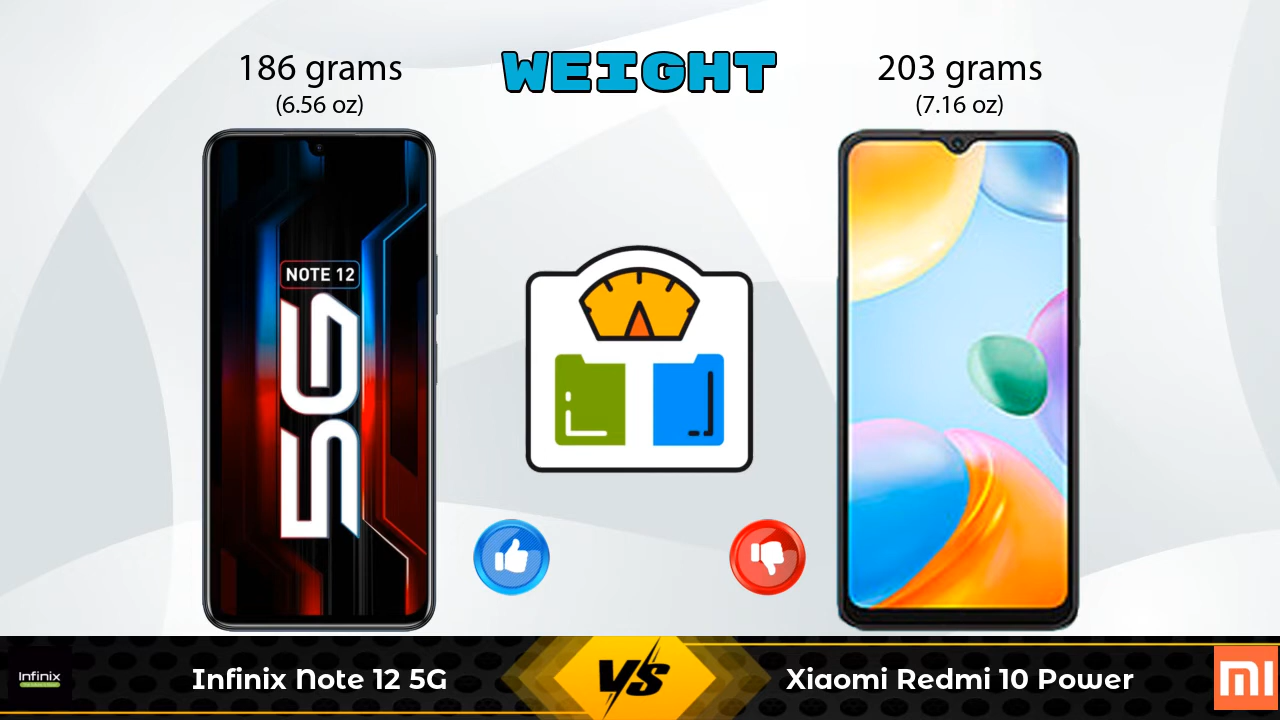 WEIGHT
186 grams
(6.56 oz)
203 grams
(7.16 oz)
NOTE 12
5G
Infinix
Infinix Note 12 5G
VS
Xiaomi Redmi 10 Power
MI